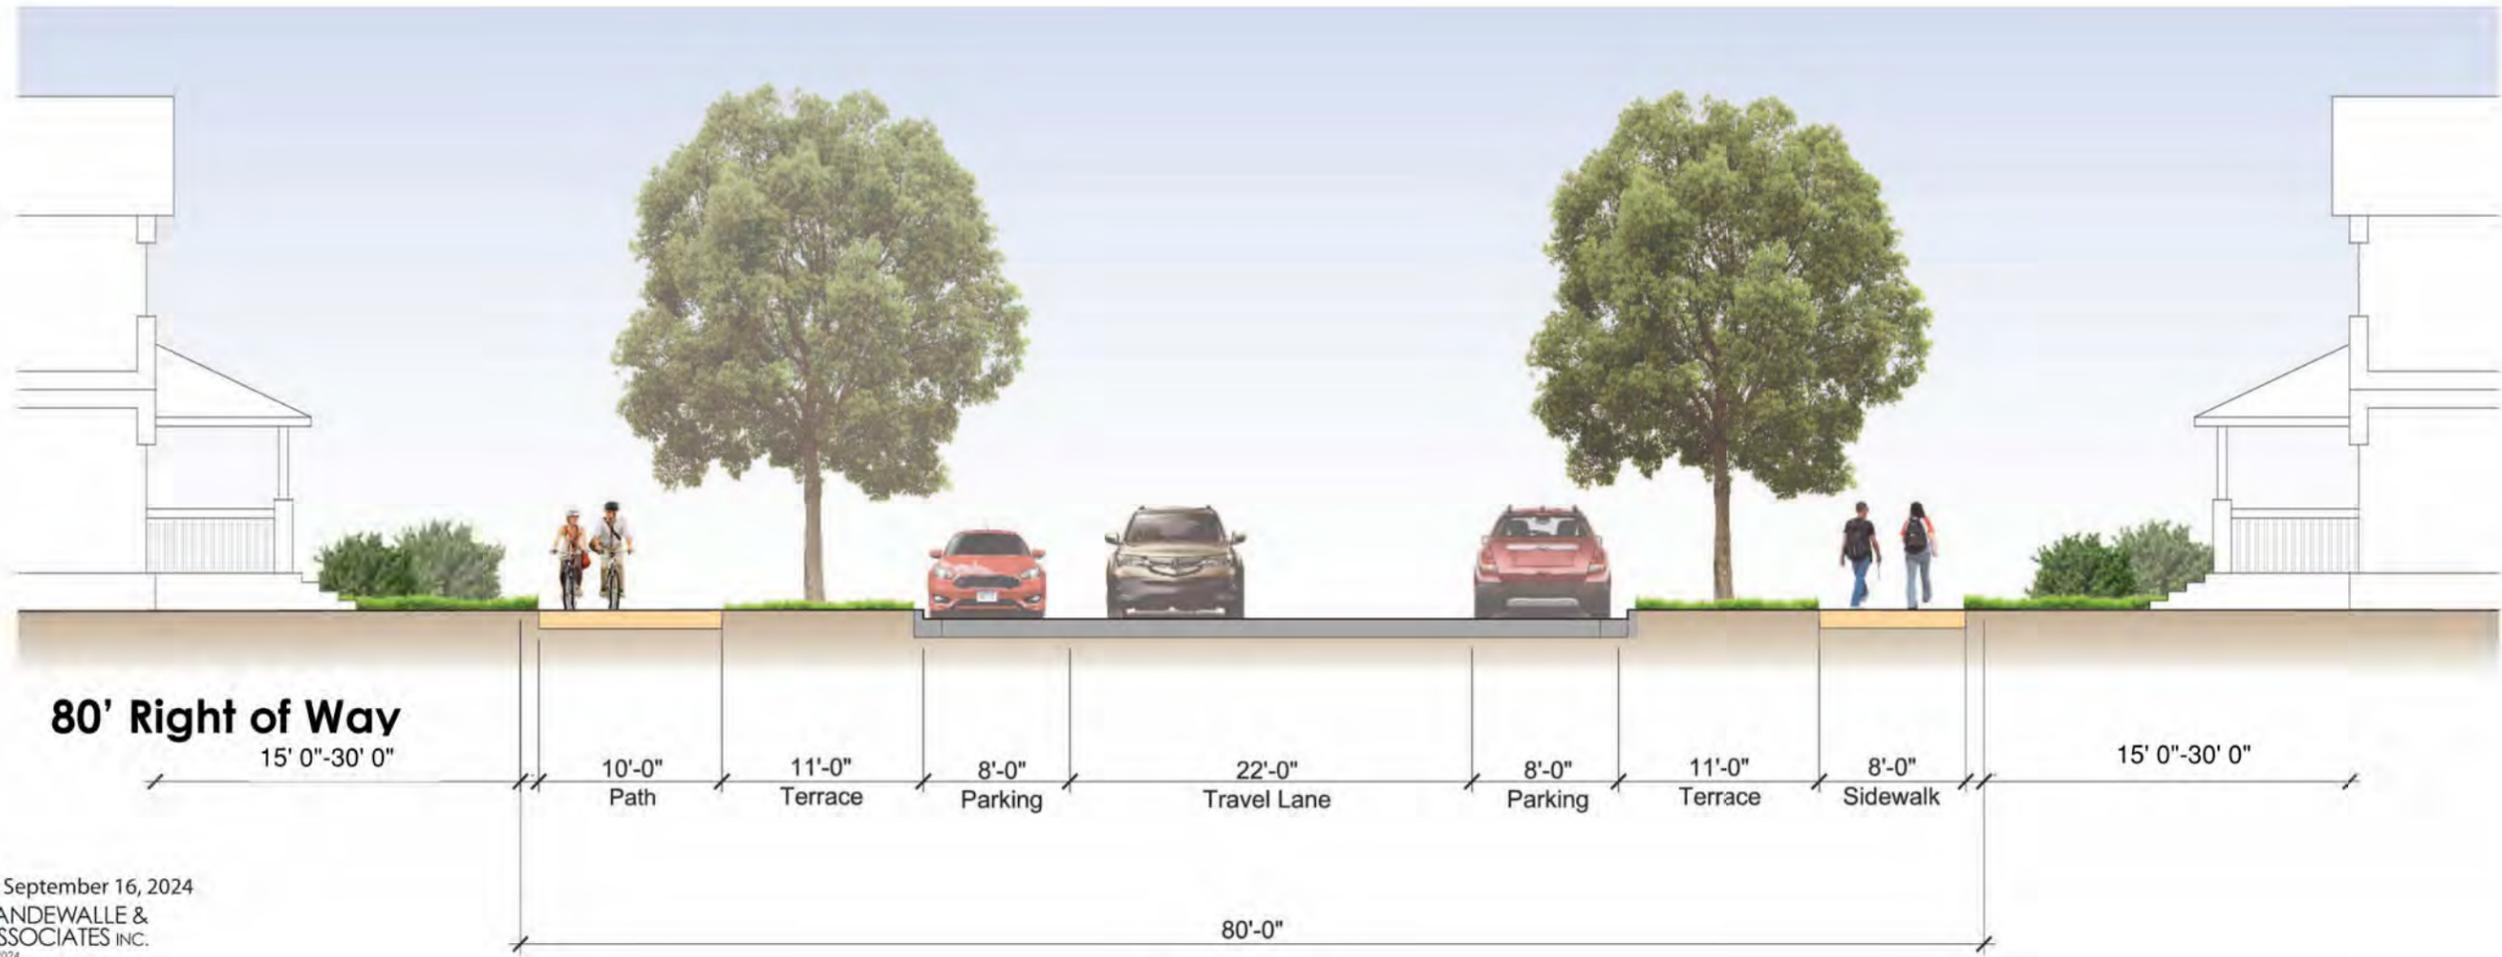 80’ Right of Way
15' 0"-30' 0"
10'-0"
Path
11'-0"
Terrace
8'-0"
Parking
22'-0"
Travel Lane
8'-0"
Parking
11'-0"
Terrace
8'-0"
Sidewalk
15' 0"-30' 0"
80'-0"
September 16, 2024
ANDEWALLE &
SSOCIATES INC.